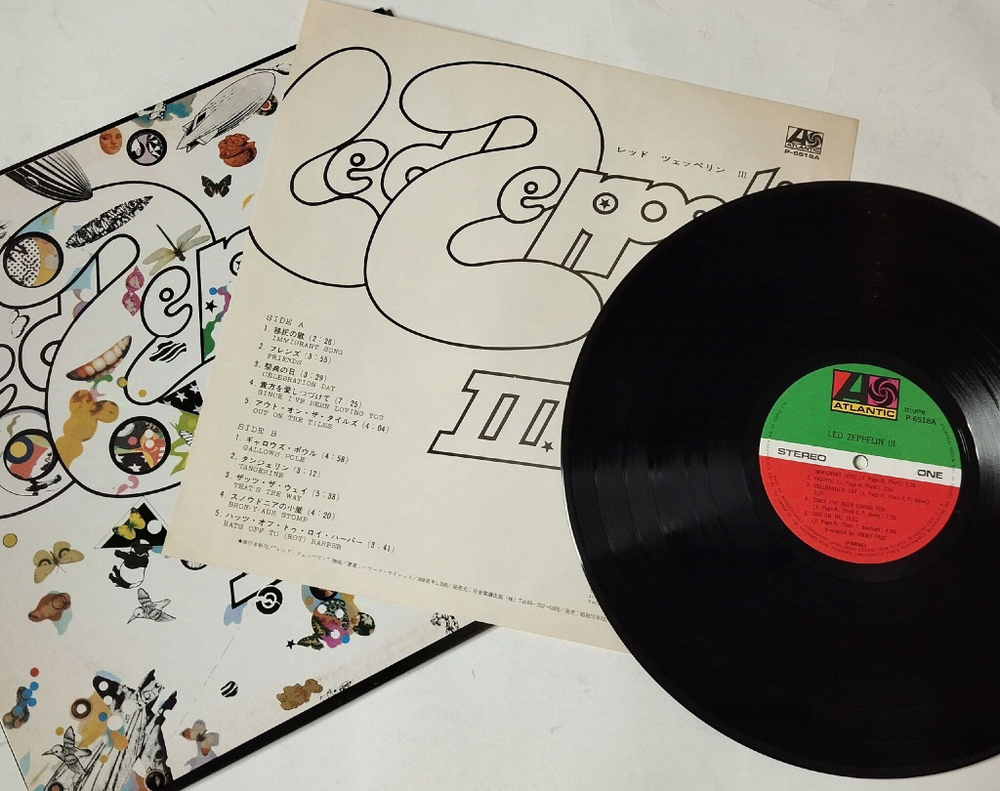 Led Zeppelin
レッド ツェッペリン III
ATLANTIC
P-6518A
III
SIDE A
1. 移民の歌 (2:26)
IMMIGRANT SONG
2. フレンズ (3:55)
FRIENDS
3. 祭典の日 (3:29)
CELEBRATION DAY
4. 貴方を愛しつづけて (7:25)
SINCE I'VE BEEN LOVING YOU
5. アウト・オン・ザ・タイルズ (4:04)
OUT ON THE TILES
SIDE B
1. ギャロウズ・ポウル (4:58)
GALLOWS POLE
2. タンジェリン (3:12)
TANGERINE
3. ザッツ・ザ・ウェイ (5:38)
THAT'S THE WAY
4. スノウドニアの小屋 (4:20)
BRON-Y-AUR STOMP
5. ハッツ・オフ・トゥ・ロイ・ハーパー (3:41)
HATS OFF TO (ROY) HARPER
ATLANTIC
P-6518A
LED ZEPPELIN III
STEREO
ONE
Produced by JIMMY PAGE